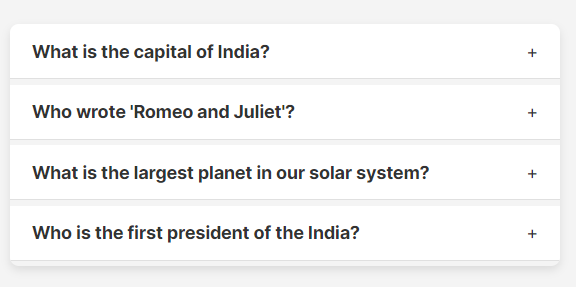 What is the capital of India? +
Who wrote 'Romeo and Juliet'? +
What is the largest planet in our solar system? +
Who is the first president of the India? +